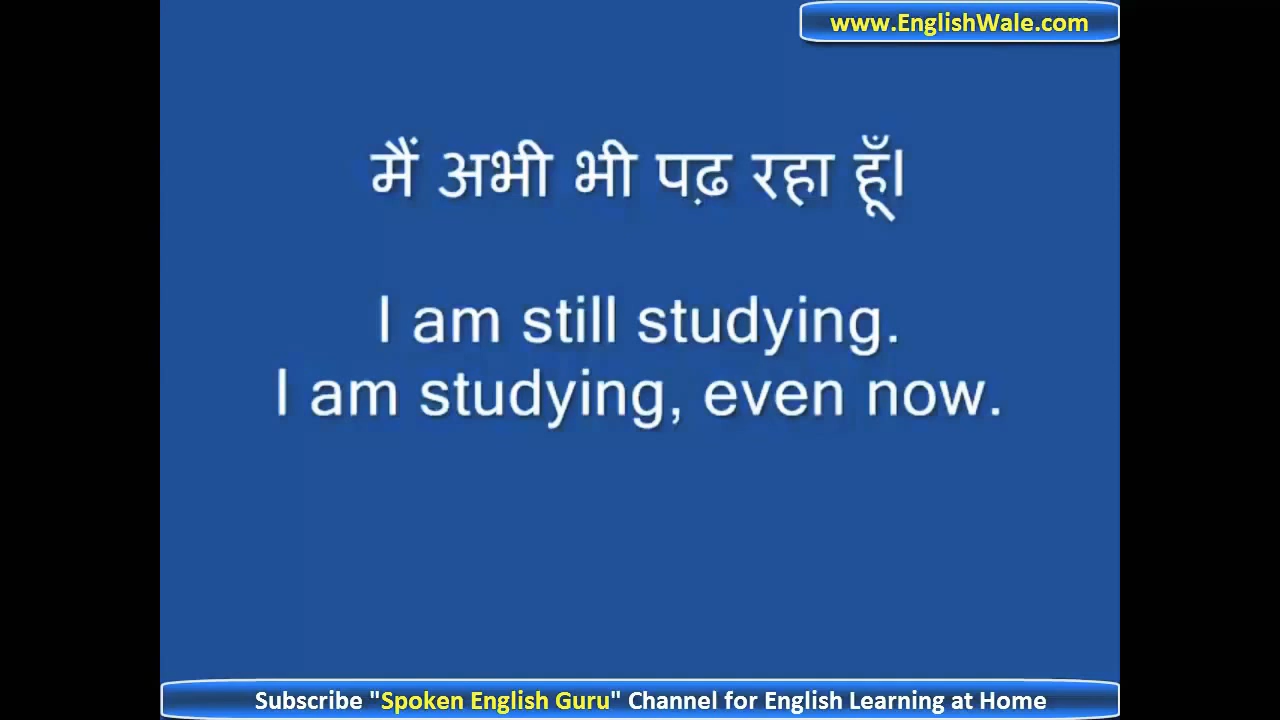 www.EnglishWale.com
मैं अभी भी पढ़ रहा हूँ।
I am still studying.
I am studying, even now.
Subscribe "Spoken English Guru" Channel for English Learning at Home